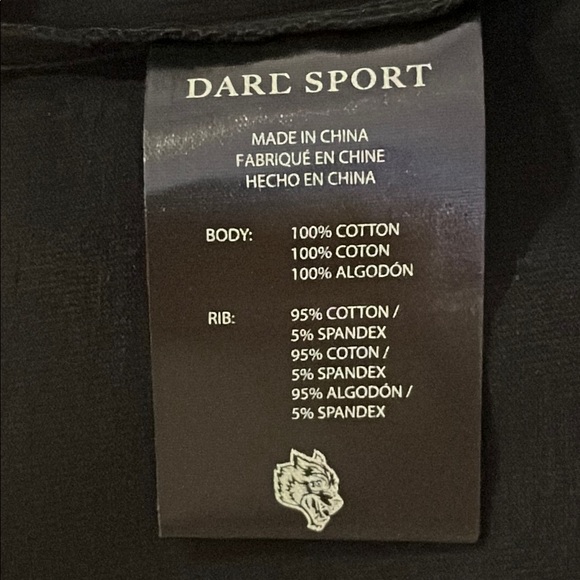 DARC SPORT
MADE IN CHINA
FABRIQUÉ EN CHINE
HECHO EN CHINA
BODY: 100% COTTON
100% COTON
100% ALGODÓN
RIB: 95% COTTON /
5% SPANDEX
95% COTON /
5% SPANDEX
95% ALGODÓN /
5% SPANDEX